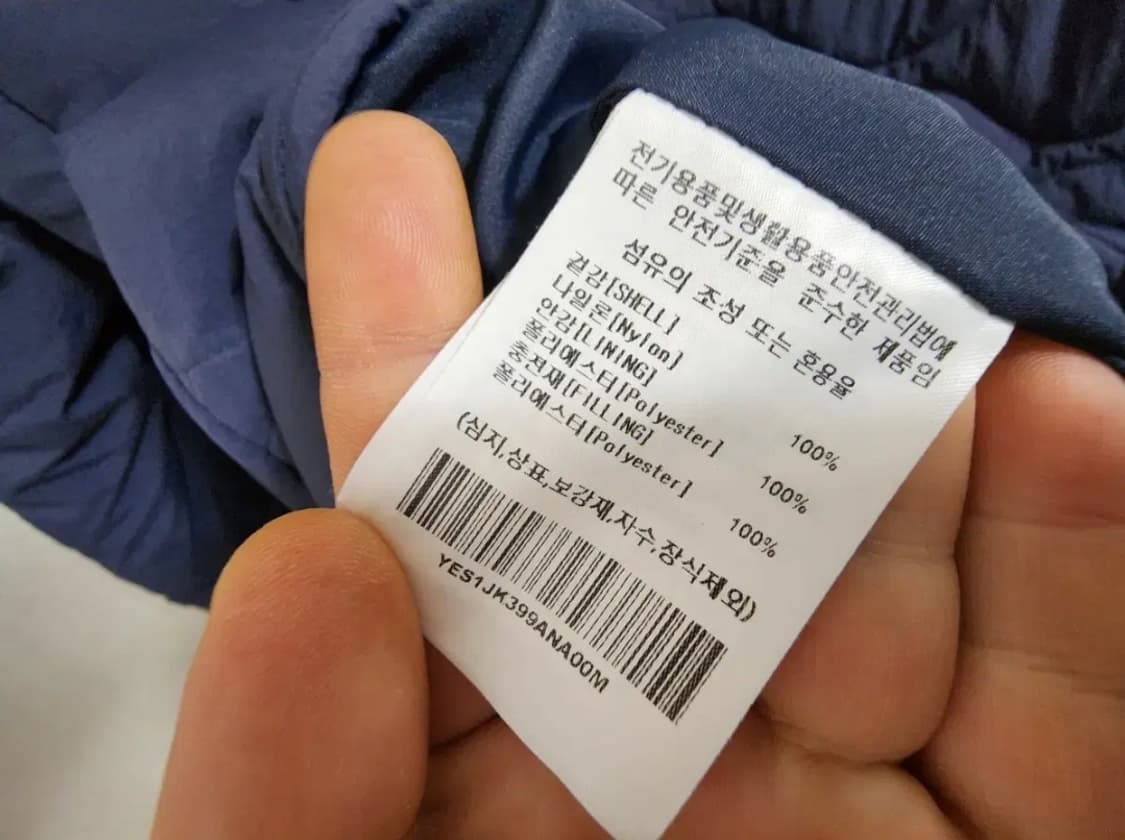 전기용품및생활용품안전관리법에
따른 안전기준을 준수한 제품임
섬유의 조성 또는 혼용율
겉감[SHELL]
나일론[Nylon] 100%
안감[LINING]
폴리에스터[Polyester] 100%
충전재[FILLING]
폴리에스터[Polyester] 100%
(심지,상표,보강재,자수,장식제외)
YES1JK399ANA00M